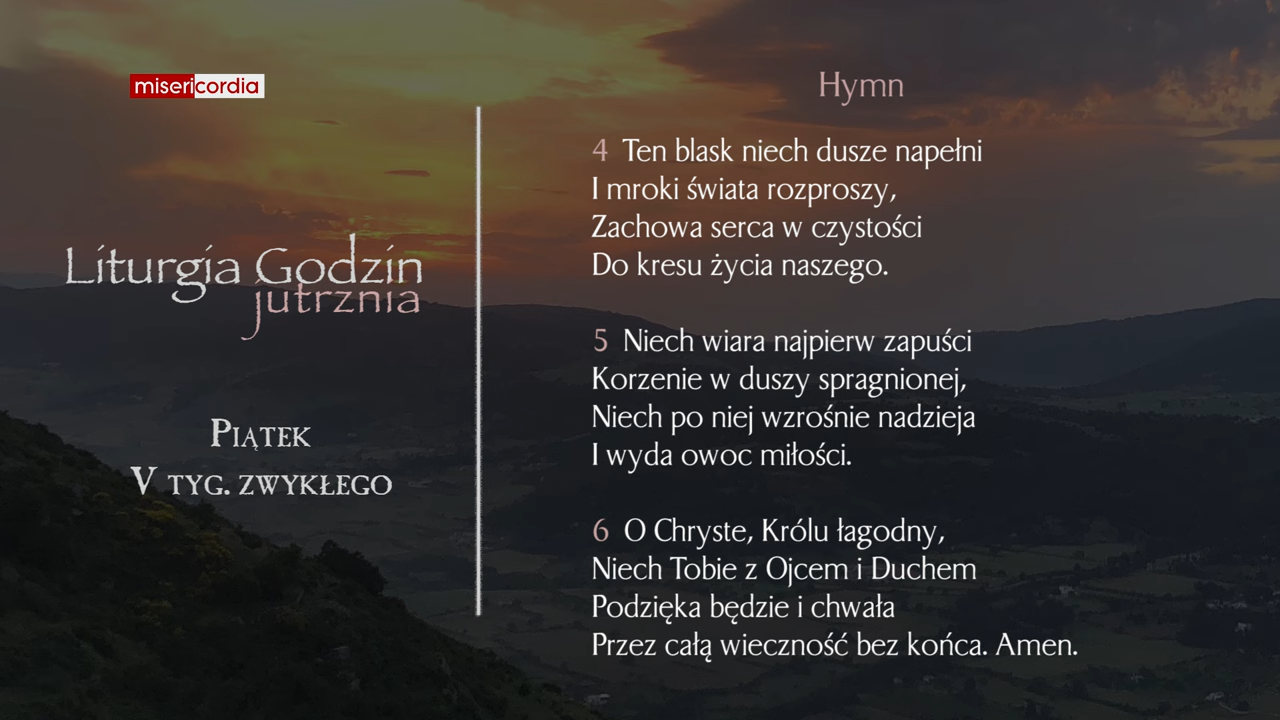 misericordia
Liturgia Godzin
jutrznia
Piątek
V tyg. zwykłego
Hymn
4 Ten blask niech dusze napełni
I mroki świata rozproszy,
Zachowa serca w czystości
Do kresu życia naszego.
5 Niech wiara najpierw zapuści
Korzenie w duszy spragnionej,
Niech po niej wzrośnie nadzieja
I wyda owoc miłości.
6 O Chryste, Królu łagodny,
Niech Tobie z Ojcem i Duchem
Podzięka będzie i chwała
Przez całą wieczność bez końca. Amen.